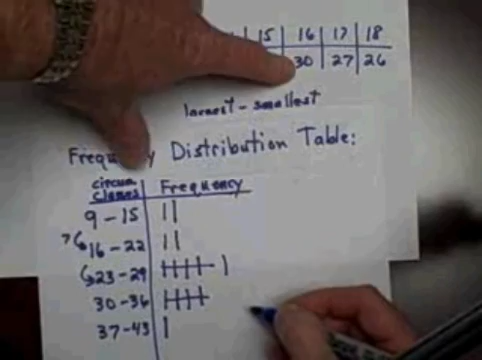 15 16 17 18
30 27 26
largest - smallest
Distribution Table:
circum. Frequency
classes
9 - 15 ||
7 16 - 22 ||
23 - 29 |||| |
30 - 36 ||||
37 - 43 |